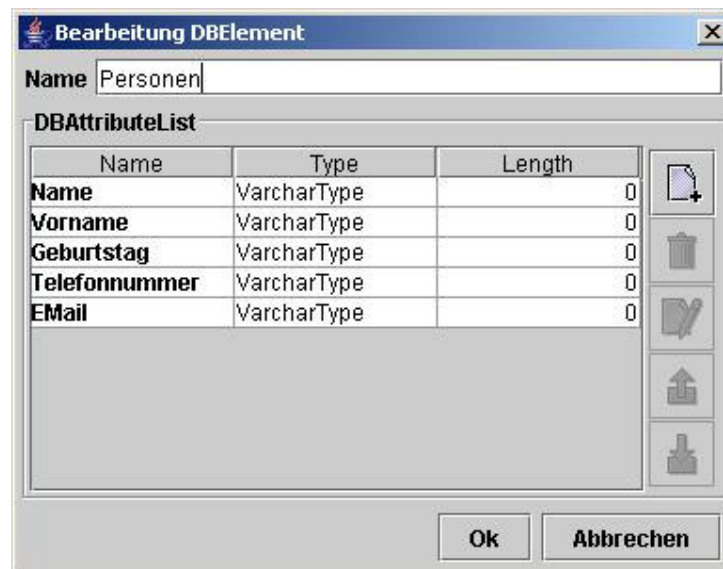 Bearbeitung DBElement
Name Personen
DBAttributeList
Name Type Length
Name VarcharType 0
Vorname VarcharType 0
Geburtstag VarcharType 0
Telefonnummer VarcharType 0
EMail VarcharType 0
Ok Abbrechen